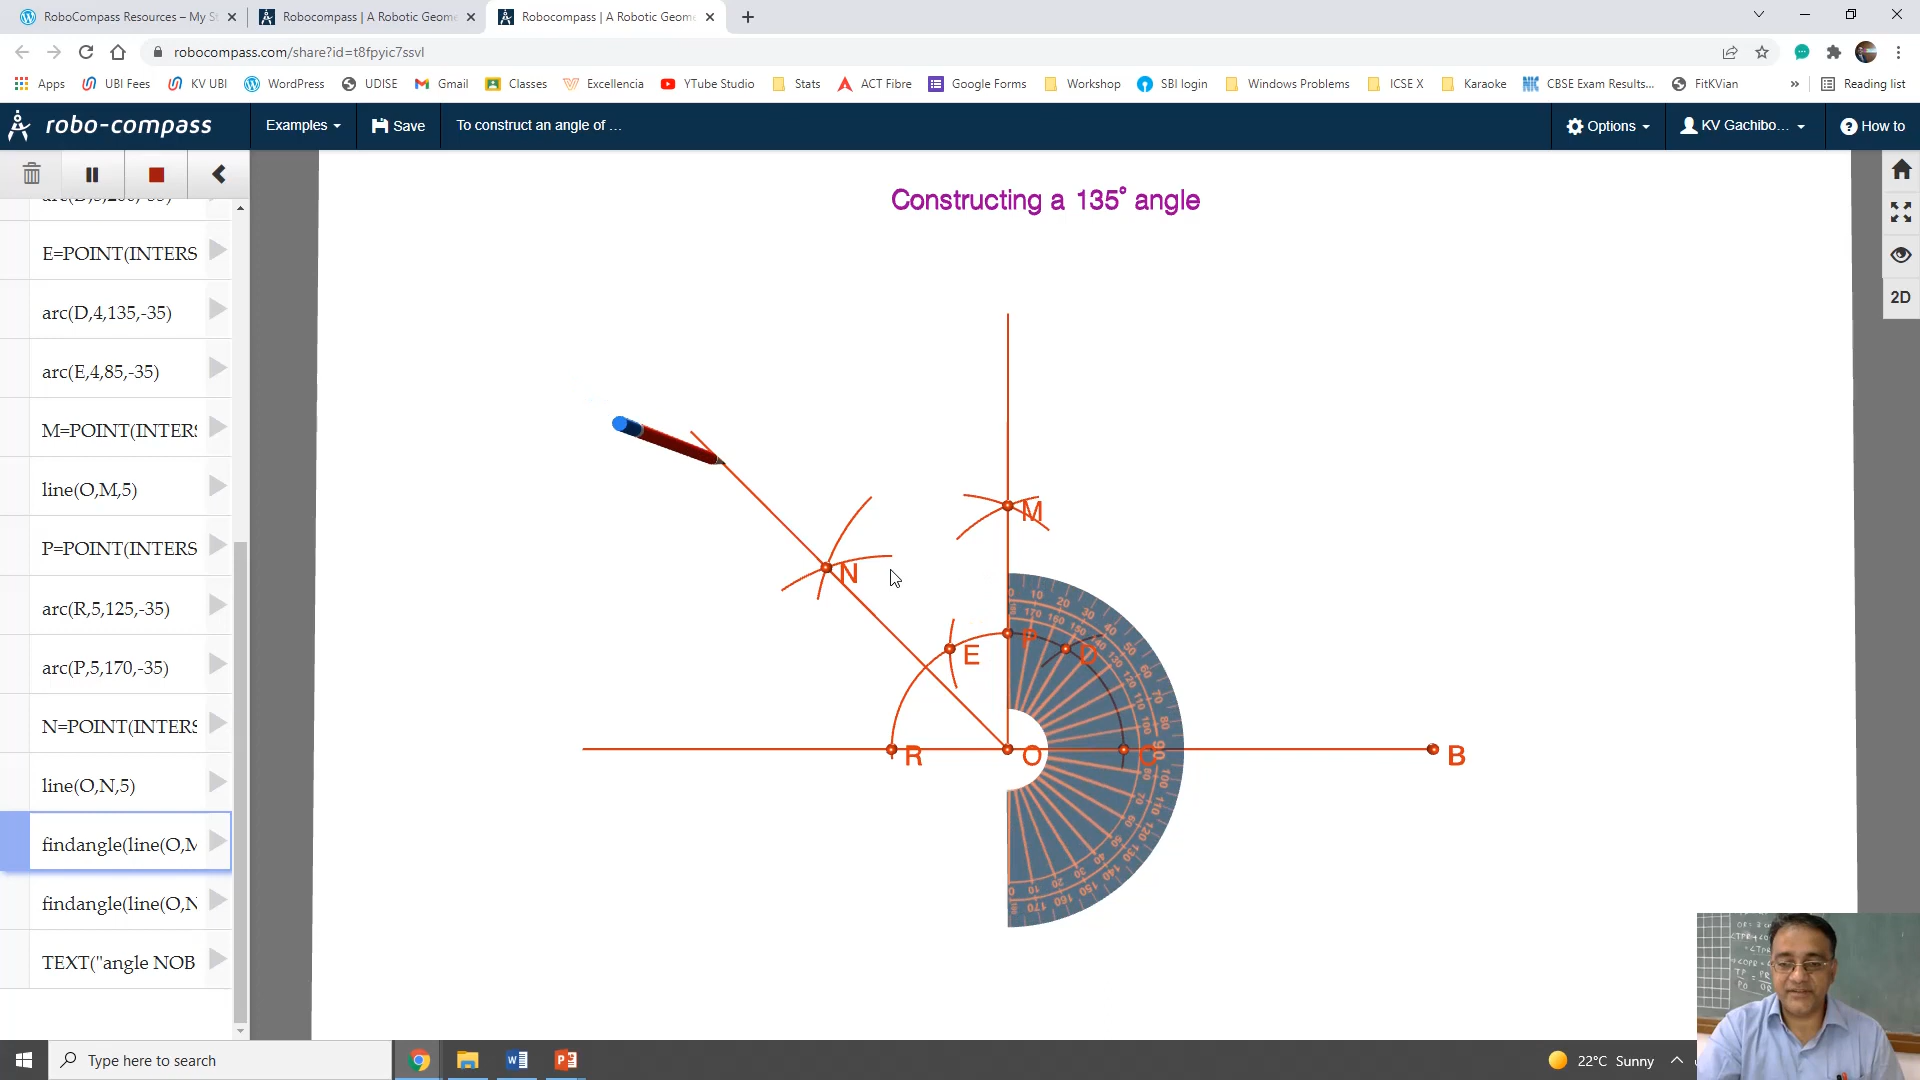 RoboCompass Resources – My S
Robocompass | A Robotic Geome
Robocompass | A Robotic Geome
robocompass.com/share?id=t8fpyic7ssvl
Apps
UBI Fees
KV UBI
WordPress
UDISE
Gmail
Classes
Excellencia
YTube Studio
Stats
ACT Fibre
Google Forms
Workshop
SBI login
Windows Problems
ICSE X
Karaoke
CBSE Exam Results...
FitKVian
»
Reading list
robo-compass
Examples
Save
To construct an angle of ...
Options
KV Gachibo...
How to
E=POINT(INTERS
arc(D,4,135,-35)
arc(E,4,85,-35)
M=POINT(INTERS
line(O,M,5)
P=POINT(INTERS
arc(R,5,125,-35)
arc(P,5,170,-35)
N=POINT(INTERS
line(O,N,5)
findangle(line(O,M
findangle(line(O,N
TEXT("angle NOB
2D
Constructing a 135° angle
M
N
E
P
D
R
O
C
B
Type here to search
22°C Sunny